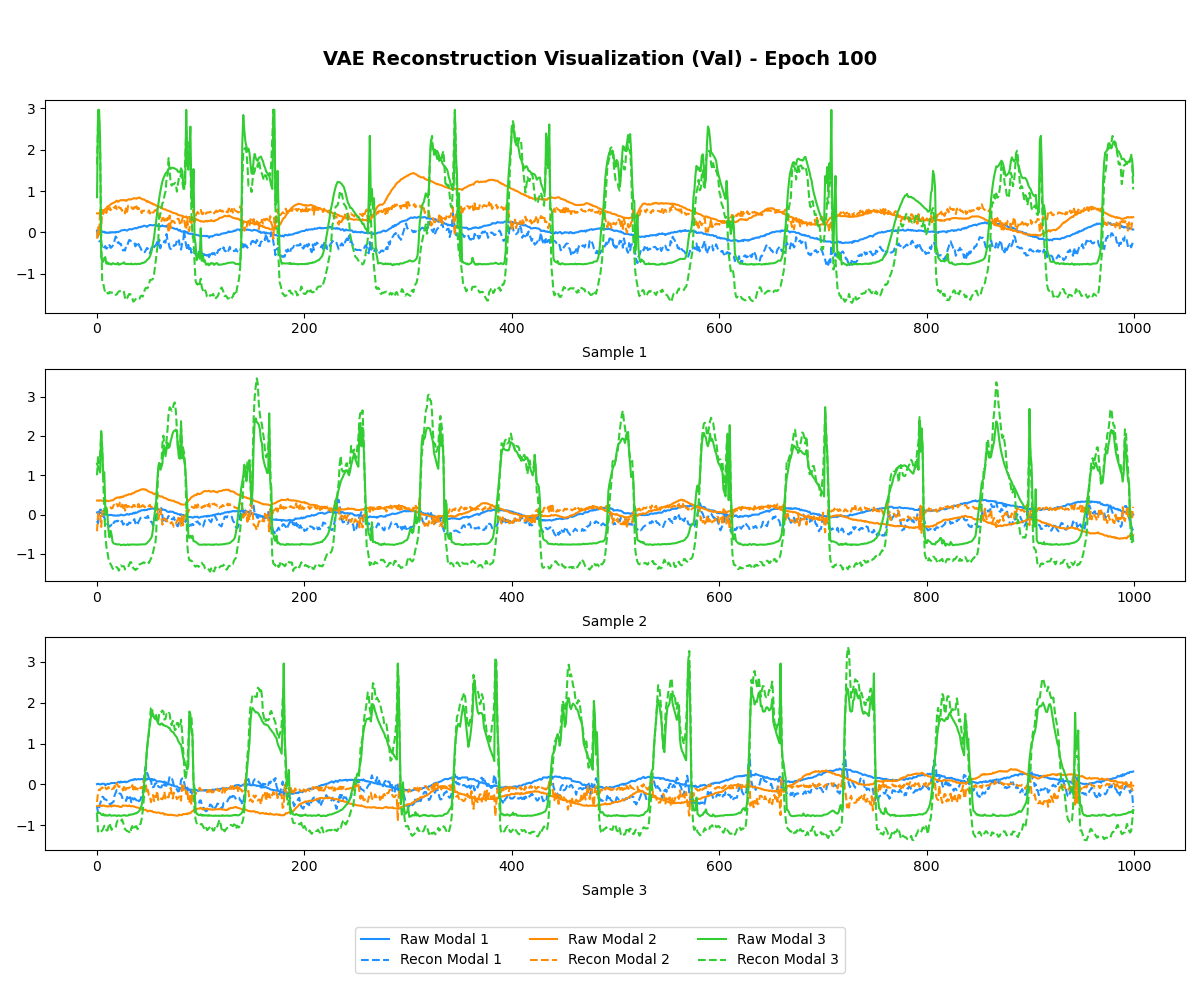 VAE Reconstruction Visualization (Val) - Epoch 100
3
2
1
0
−1
0 200 400 600 800 1000
Sample 1
3
2
1
0
−1
0 200 400 600 800 1000
Sample 2
3
2
1
0
−1
0 200 400 600 800 1000
Sample 3
Raw Modal 1 Raw Modal 2 Raw Modal 3
Recon Modal 1 Recon Modal 2 Recon Modal 3